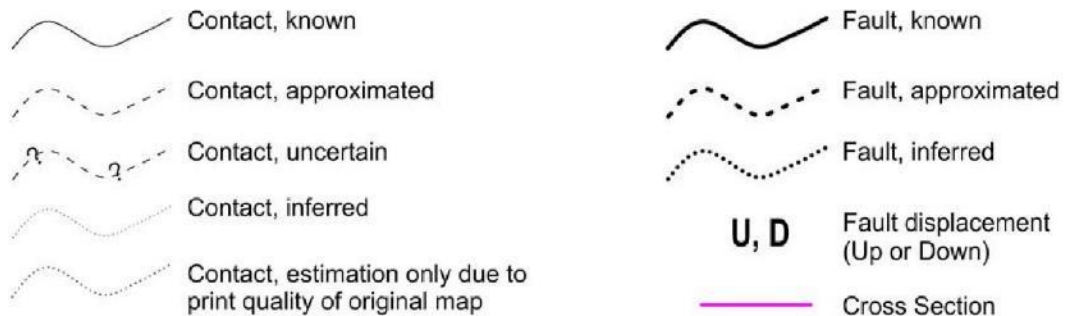 Contact, known
Contact, approximated
?
?
Contact, uncertain
Contact, inferred
Contact, estimation only due to
print quality of original map
Fault, known
Fault, approximated
Fault, inferred
U, D
Fault displacement
(Up or Down)
Cross Section